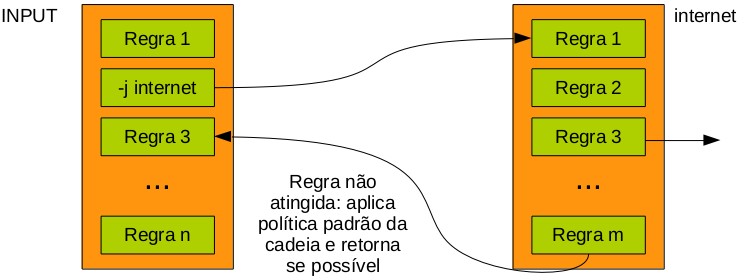 INPUT
Regra 1
-j internet
Regra 3
...
Regra n
Regra não
atingida: aplica
política padrão da
cadeia e retorna
se possível
internet
Regra 1
Regra 2
Regra 3
...
Regra m